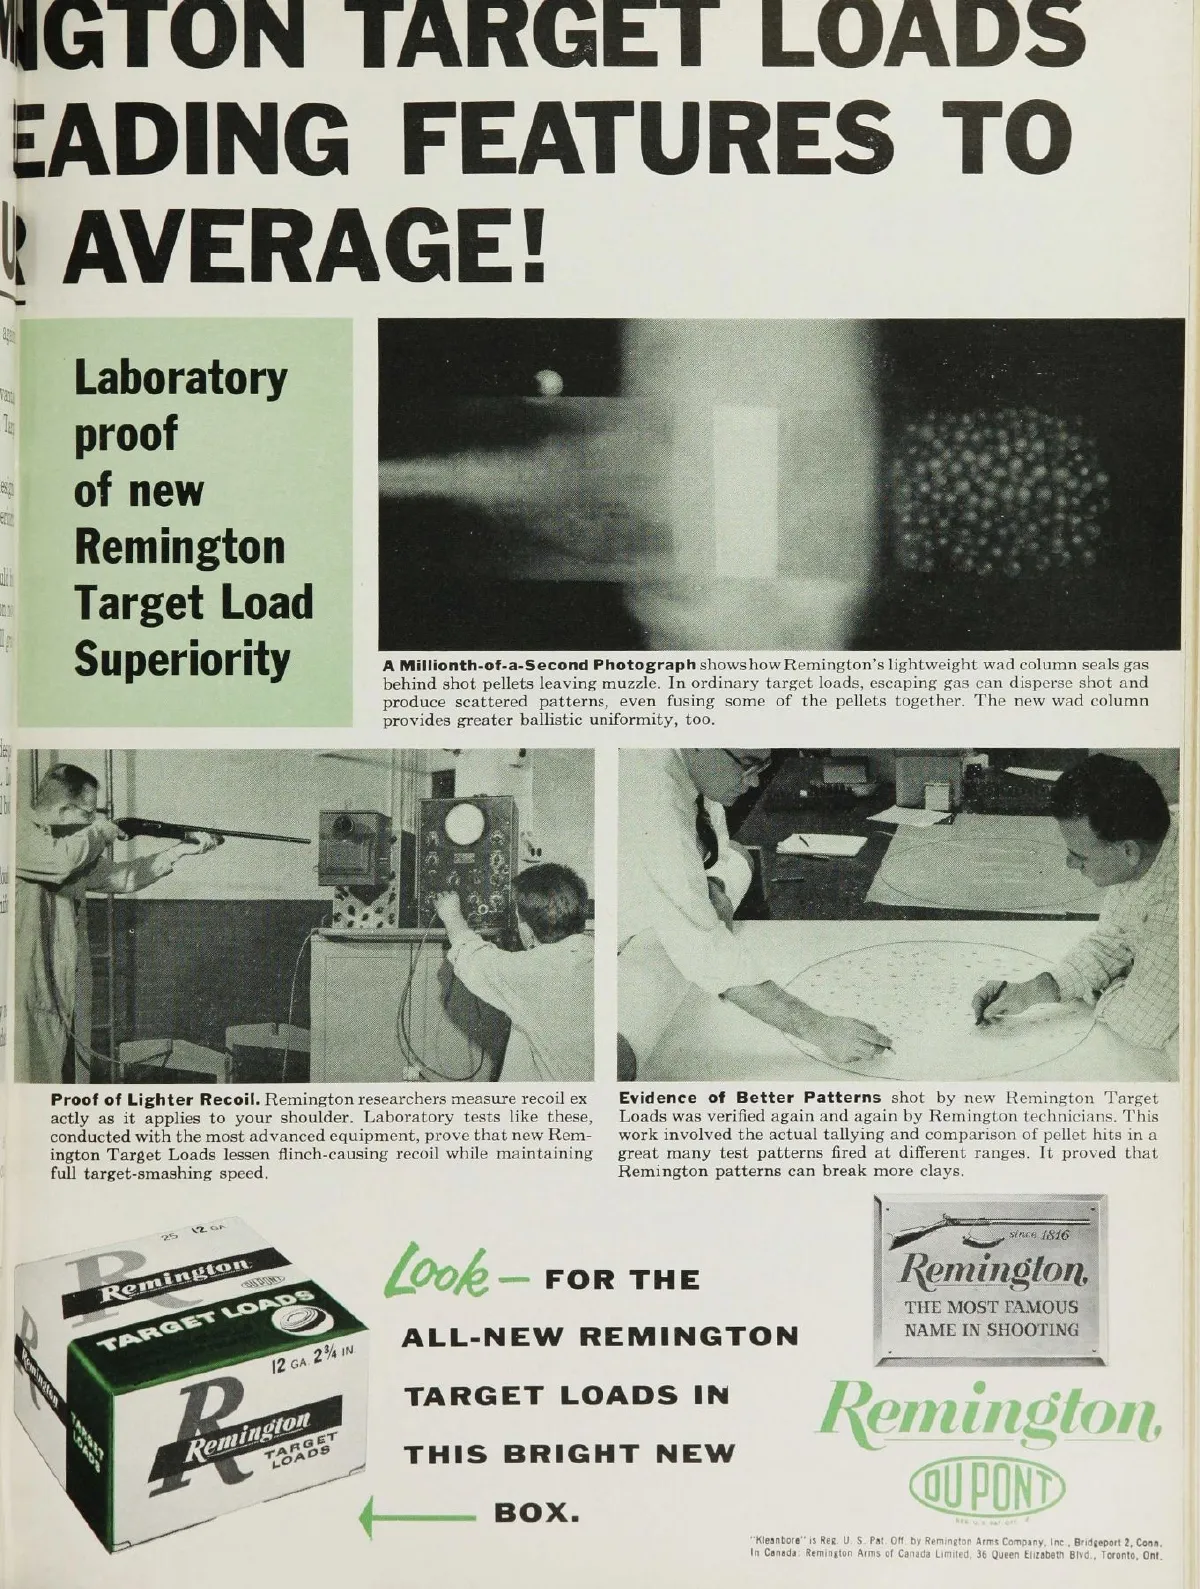 NGTON TARGET LOADS
EADING FEATURES TO
AVERAGE!
Laboratory
proof
of new
Remington
Target Load
Superiority
A Millionth-of-a-Second Photograph shows how Remington's lightweight wad column seals gas
behind shot pellets leaving muzzle. In ordinary target loads, escaping gas can disperse shot and
produce scattered patterns, even fusing some of the pellets together. The new wad column
provides greater ballistic uniformity, too.
Proof of Lighter Recoil. Remington researchers measure recoil ex
actly as it applies to your shoulder. Laboratory tests like these,
conducted with the most advanced equipment, prove that new Rem-
ington Target Loads lessen flinch-causing recoil while maintaining
full target-smashing speed.
Evidence of Better Patterns shot by new Remington Target
Loads was verified again and again by Remington technicians. This
work involved the actual tallying and comparison of pellet hits in a
great many test patterns fired at different ranges. It proved that
Remington patterns can break more clays.
25 12 GA.
R
Remington
DU PONT
TARGET LOADS
12 GA. 2¾ IN.
R
Remington
TARGET
LOADS
R
Remington
TARGET
LOADS
Look — FOR THE
ALL-NEW REMINGTON
TARGET LOADS IN
THIS BRIGHT NEW
BOX.
since 1816
Remington,
THE MOST FAMOUS
NAME IN SHOOTING
Remington,
DU PONT
REG. U.S. PAT. OFF.
"Kleanbore" is Reg. U. S. Pat. Off. by Remington Arms Company, Inc., Bridgeport 2, Conn.
In Canada: Remington Arms of Canada Limited, 36 Queen Elizabeth Blvd., Toronto, Ont.